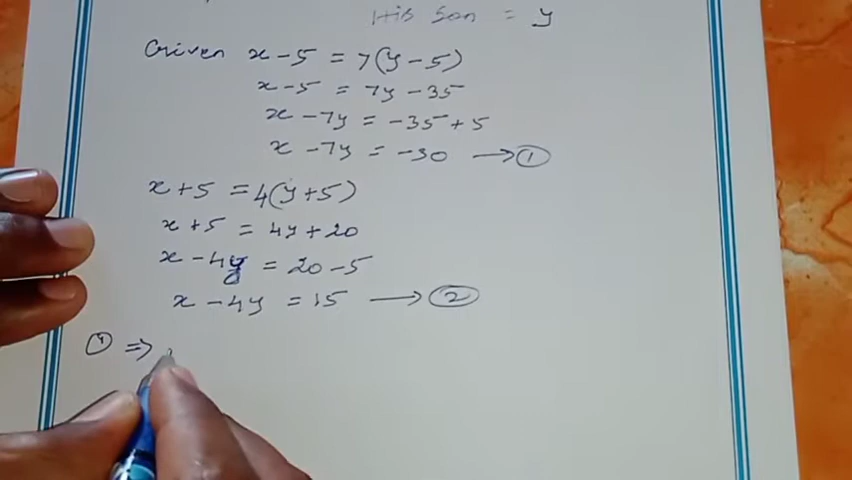 His Son = y
Given x - 5 = 7(y - 5)
x - 5 = 7y - 35
x - 7y = -35 + 5
x - 7y = -30 → ①
x + 5 = 4(y + 5)
x + 5 = 4y + 20
x - 4y = 20 - 5
x - 4y = 15 → ②
① ⇒